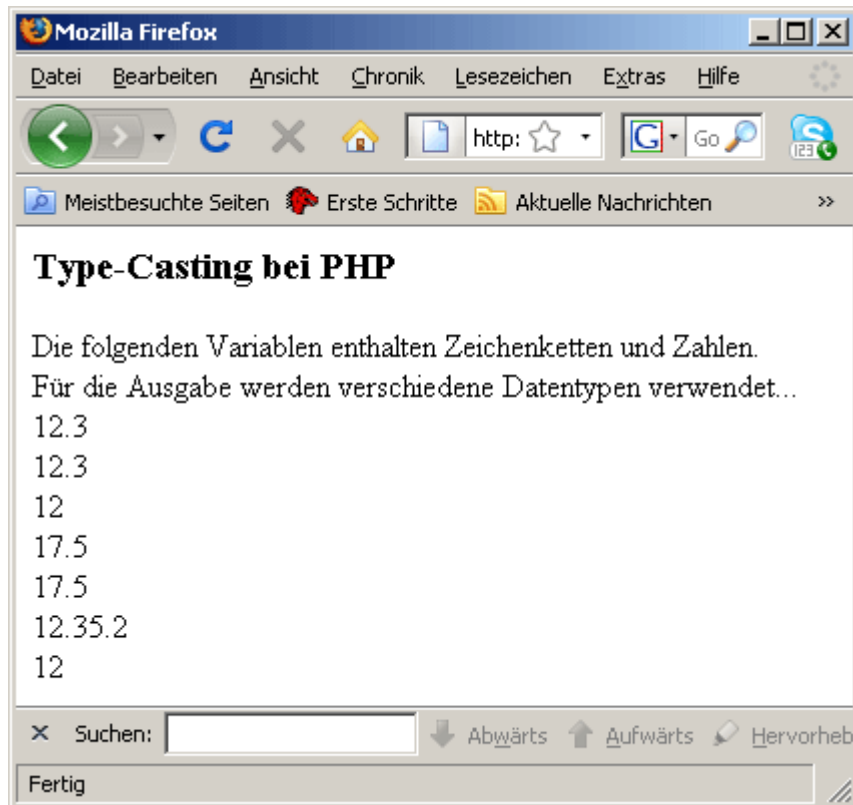 Mozilla Firefox
Datei Bearbeiten Ansicht Chronik Lesezeichen Extras Hilfe
http: G Go S 123
Meistbesuchte Seiten Erste Schritte Aktuelle Nachrichten »
Type-Casting bei PHP
Die folgenden Variablen enthalten Zeichenketten und Zahlen.
Für die Ausgabe werden verschiedene Datentypen verwendet...
12.3
12.3
12
17.5
17.5
12.35.2
12
Suchen: Abwärts Aufwärts Hervorheb
Fertig